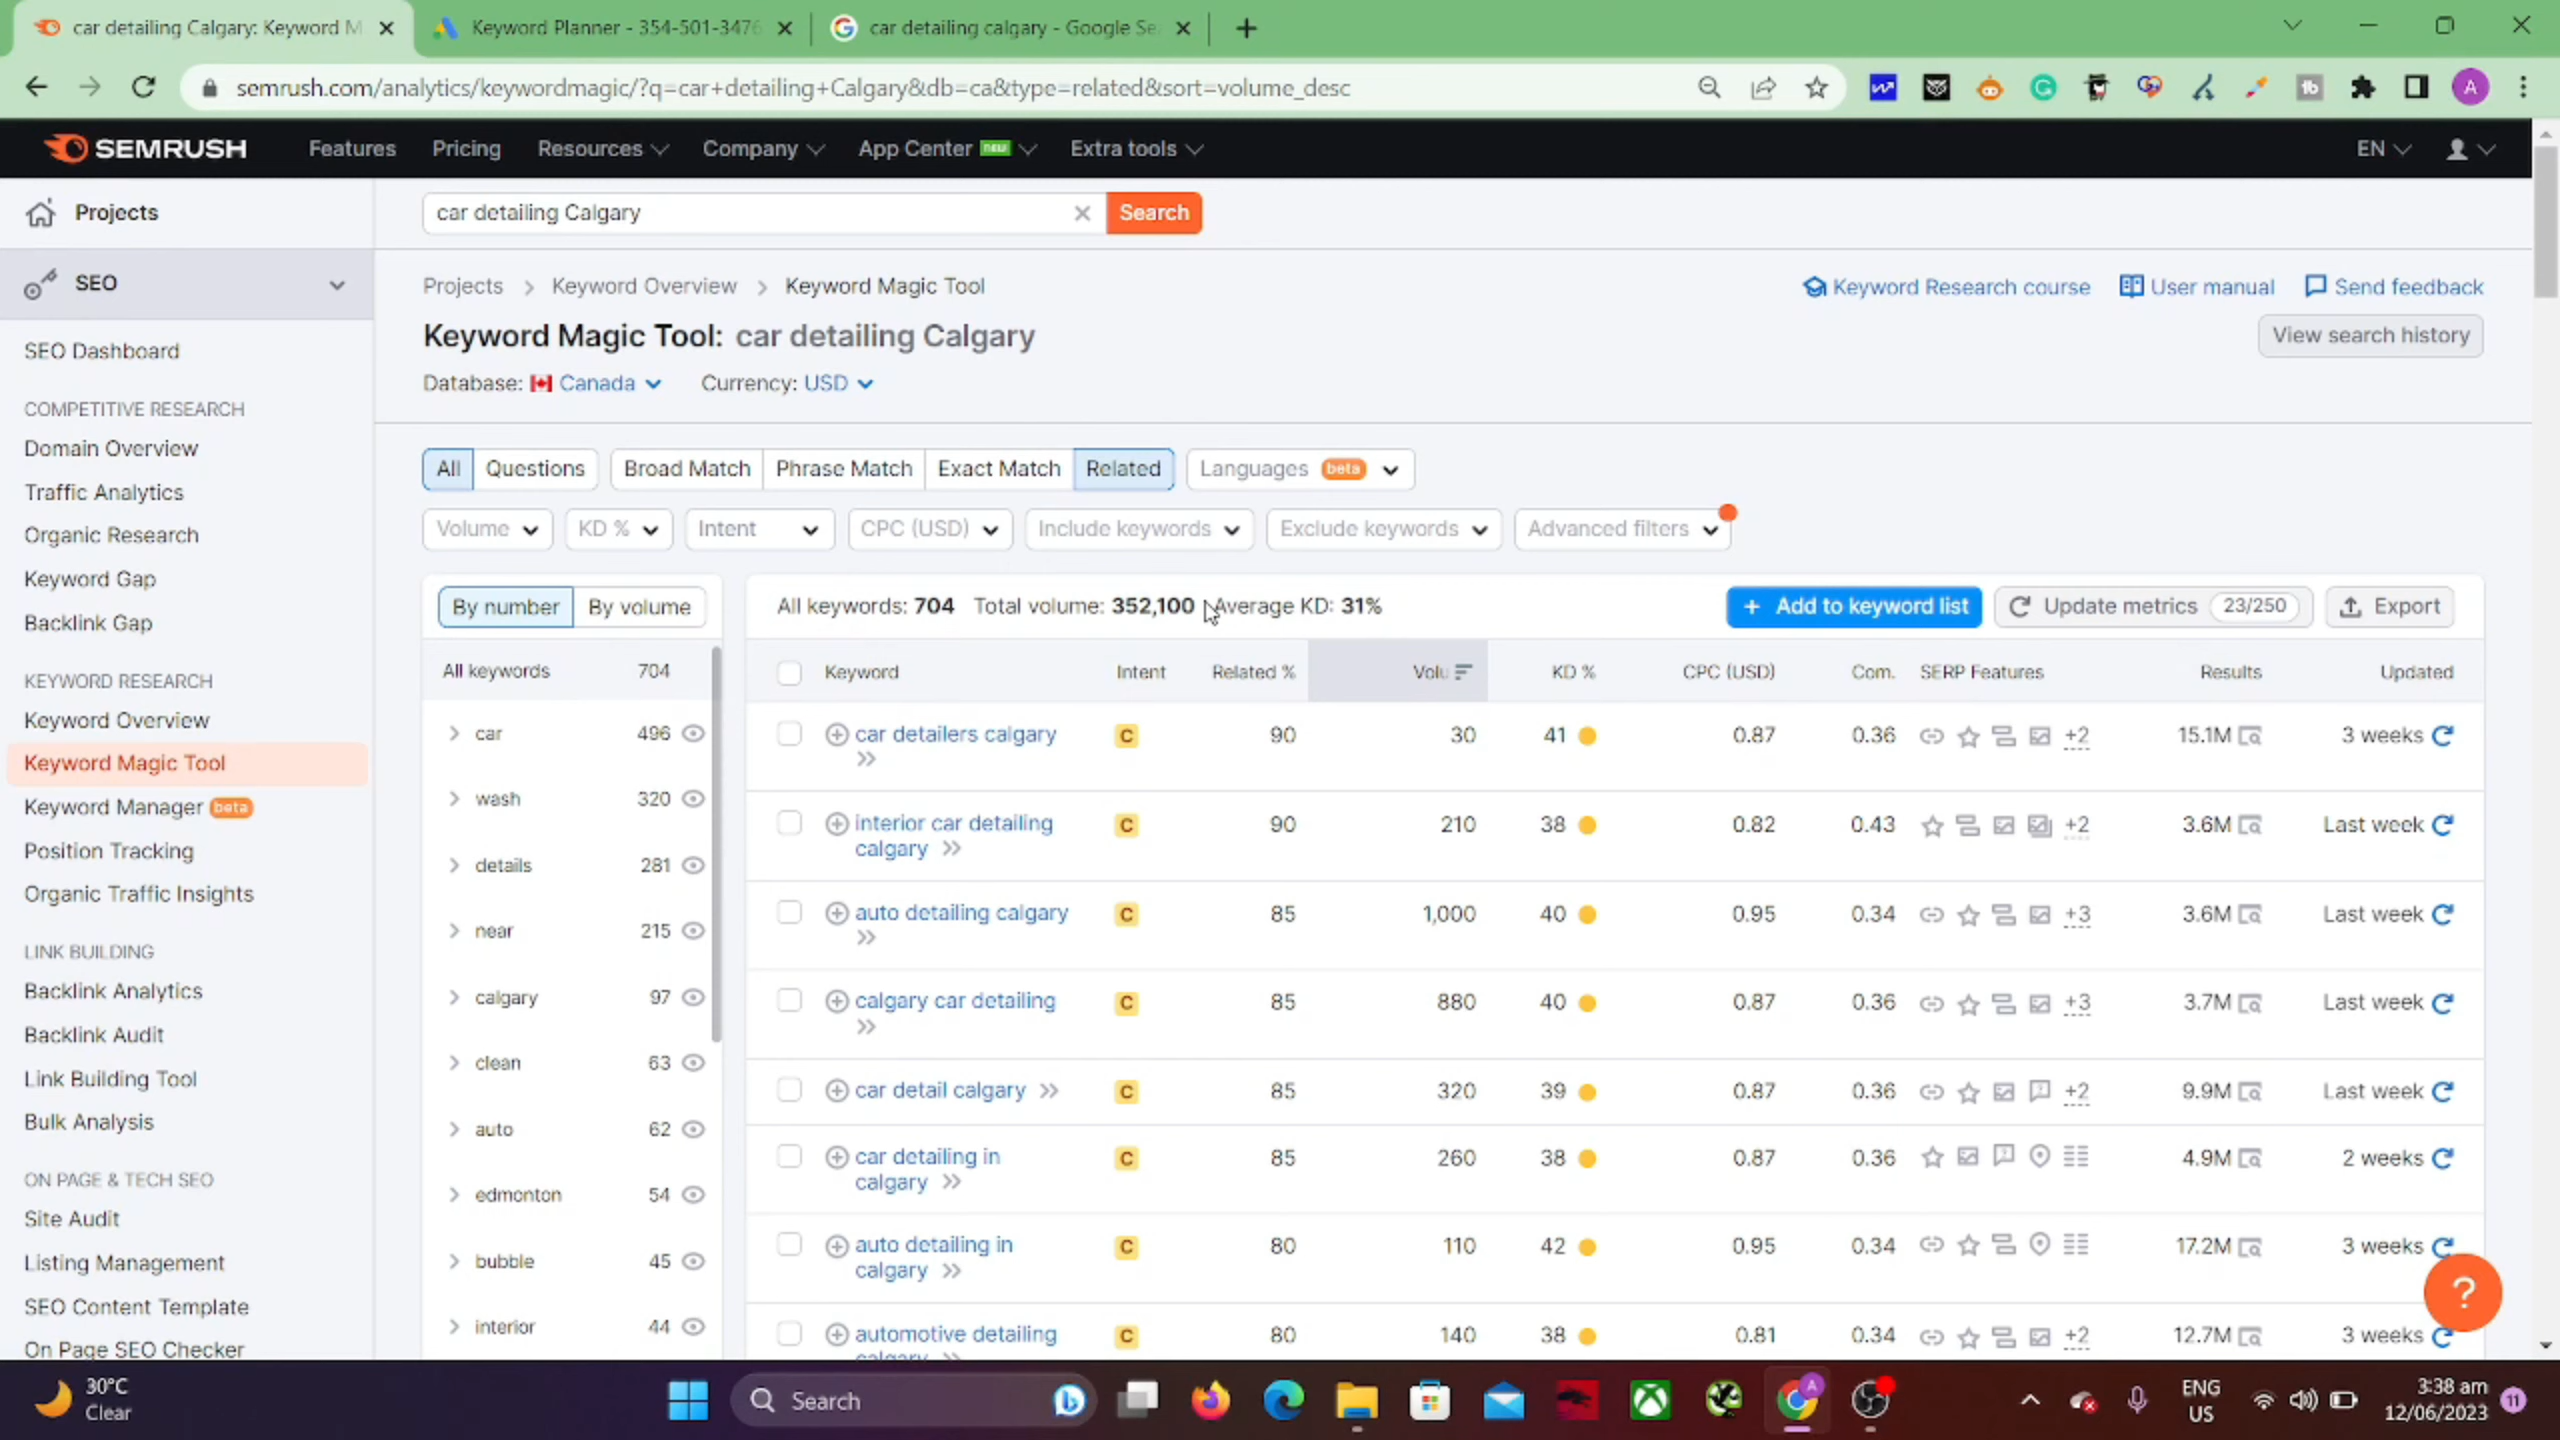 car detailing Calgary: Keyword M
Keyword Planner - 354-501-3476
car detailing calgary - Google Se
semrush.com/analytics/keywordmagic/?q=car+detailing+Calgary&db=ca&type=related&sort=volume_desc
A
SEMRUSH
Features
Pricing
Resources
Company
App Center new
Extra tools
EN
Projects
car detailing Calgary
Search
SEO
Projects > Keyword Overview > Keyword Magic Tool
Keyword Research course
User manual
Send feedback
Keyword Magic Tool: car detailing Calgary
View search history
Database: Canada
Currency: USD
SEO Dashboard
COMPETITIVE RESEARCH
Domain Overview
Traffic Analytics
Organic Research
Keyword Gap
Backlink Gap
KEYWORD RESEARCH
Keyword Overview
Keyword Magic Tool
Keyword Manager beta
Position Tracking
Organic Traffic Insights
LINK BUILDING
Backlink Analytics
Backlink Audit
Link Building Tool
Bulk Analysis
ON PAGE & TECH SEO
Site Audit
Listing Management
SEO Content Template
On Page SEO Checker
All
Questions
Broad Match
Phrase Match
Exact Match
Related
Languages beta
Volume
KD %
Intent
CPC (USD)
Include keywords
Exclude keywords
Advanced filters
By number
By volume
All keywords 704
car 496
wash 320
details 281
near 215
calgary 97
clean 63
auto 62
edmonton 54
bubble 45
interior 44
All keywords: 704 Total volume: 352,100 Average KD: 31%
+ Add to keyword list
Update metrics 23/250
Export
Keyword Intent Related % Volu KD % CPC (USD) Com. SERP Features Results Updated
car detailers calgary C 90 30 41 0.87 0.36 +2 15.1M 3 weeks
interior car detailing
calgary C 90 210 38 0.82 0.43 +2 3.6M Last week
auto detailing calgary C 85 1,000 40 0.95 0.34 +3 3.6M Last week
calgary car detailing C 85 880 40 0.87 0.36 +3 3.7M Last week
car detail calgary C 85 320 39 0.87 0.36 +2 9.9M Last week
car detailing in
calgary C 85 260 38 0.87 0.36 4.9M 2 weeks
auto detailing in
calgary C 80 110 42 0.95 0.34 17.2M 3 weeks
automotive detailing
calgary C 80 140 38 0.81 0.34 +2 12.7M 3 weeks
?
30°C
Clear
Search
A
ENG
US
3:38 am
12/06/2023
11